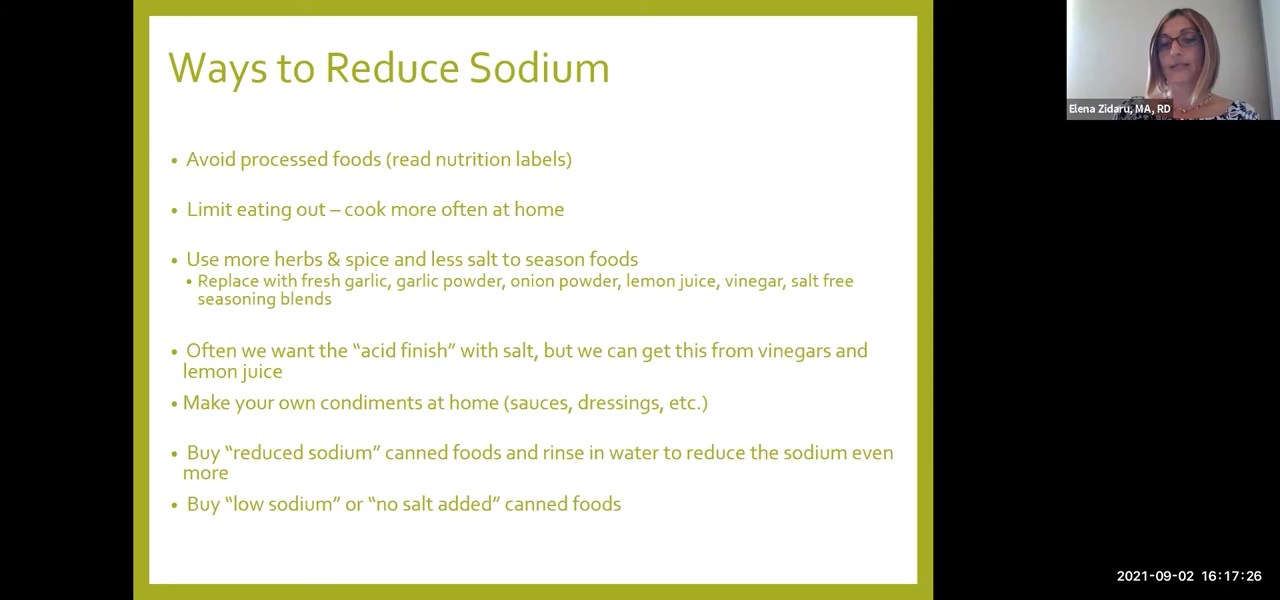 Ways to Reduce Sodium
Elena Zidaru, MA, RD
• Avoid processed foods (read nutrition labels)
• Limit eating out – cook more often at home
• Use more herbs & spice and less salt to season foods
• Replace with fresh garlic, garlic powder, onion powder, lemon juice, vinegar, salt free
seasoning blends
• Often we want the “acid finish” with salt, but we can get this from vinegars and
lemon juice
• Make your own condiments at home (sauces, dressings, etc.)
• Buy “reduced sodium” canned foods and rinse in water to reduce the sodium even
more
• Buy “low sodium” or “no salt added” canned foods
2021-09-02 16:17:26